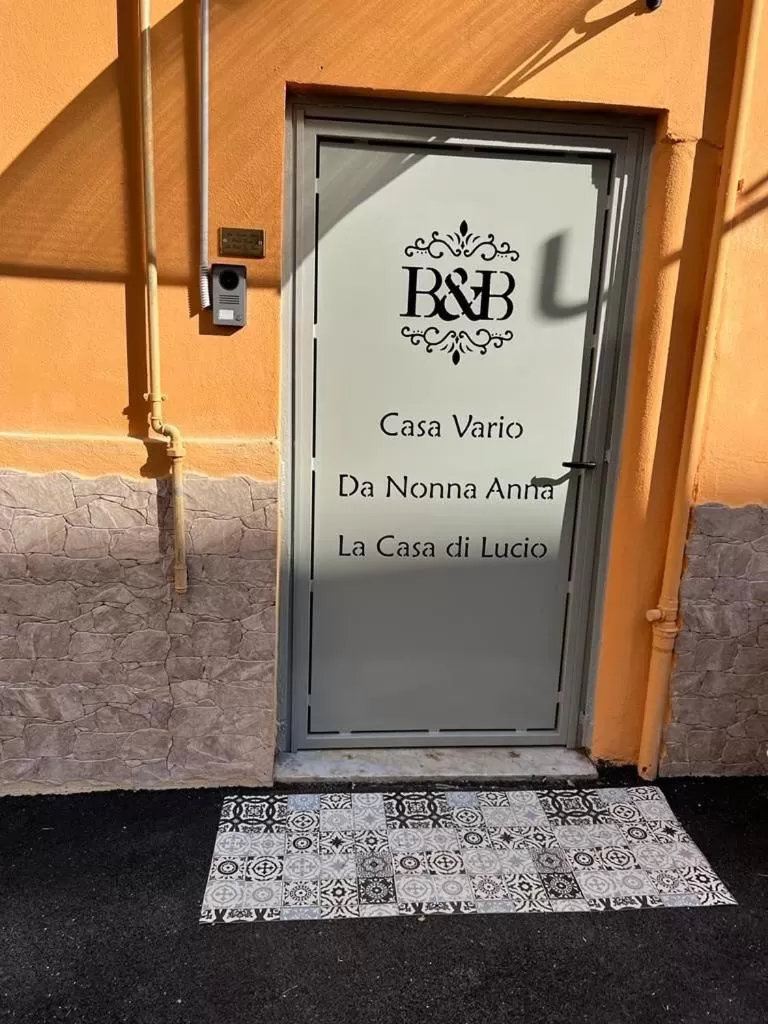 B&B
Casa Vario
Da Nonna Anna
La Casa di Lucio